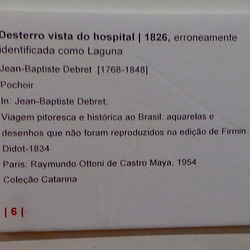 Desterro vista do hospital | 1826, erroneamente
identificada como Laguna
Jean-Baptiste Debret [1768-1848]
Pochoir
In: Jean-Baptiste Debret;
Viagem pitoresca e histórica ao Brasil: aquarelas e
desenhos que não foram reproduzidos na edição de Firmin
Didot-1834
Paris: Raymundo Ottoni de Castro Maya, 1954
Coleção Catarina
| 6 |